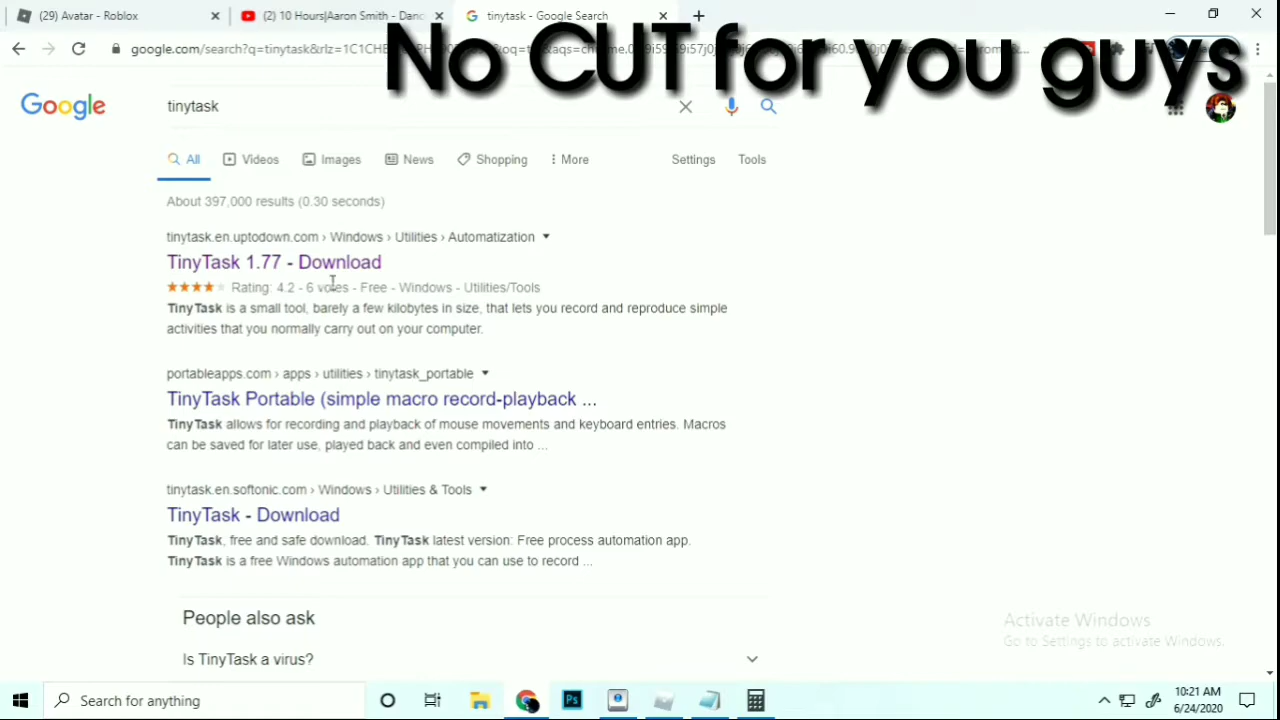 (29) Avatar - Roblox
(2) 10 Hours|Aaron Smith - Danc
tinytask - Google Search
No CUT for you guys
google.com/search?q=tinytask&rlz=1C1CHB
Google
tinytask
All
Videos
Images
News
Shopping
More
Settings
Tools
About 397,000 results (0.30 seconds)
tinytask.en.uptodown.com › Windows › Utilities › Automatization
TinyTask 1.77 - Download
Rating: 4.2 - 6 votes - Free - Windows - Utilities/Tools
TinyTask is a small tool, barely a few kilobytes in size, that lets you record and reproduce simple
activities that you normally carry out on your computer.
portableapps.com › apps › utilities › tinytask_portable
TinyTask Portable (simple macro record-playback ...
TinyTask allows for recording and playback of mouse movements and keyboard entries. Macros
can be saved for later use, played back and even compiled into ...
tinytask.en.softonic.com › Windows › Utilities & Tools
TinyTask - Download
TinyTask, free and safe download. TinyTask latest version: Free process automation app.
TinyTask is a free Windows automation app that you can use to record ...
People also ask
Is TinyTask a virus?
Activate Windows
Go to Settings to activate Windows.
Search for anything
Ps
10:21 AM
6/24/2020